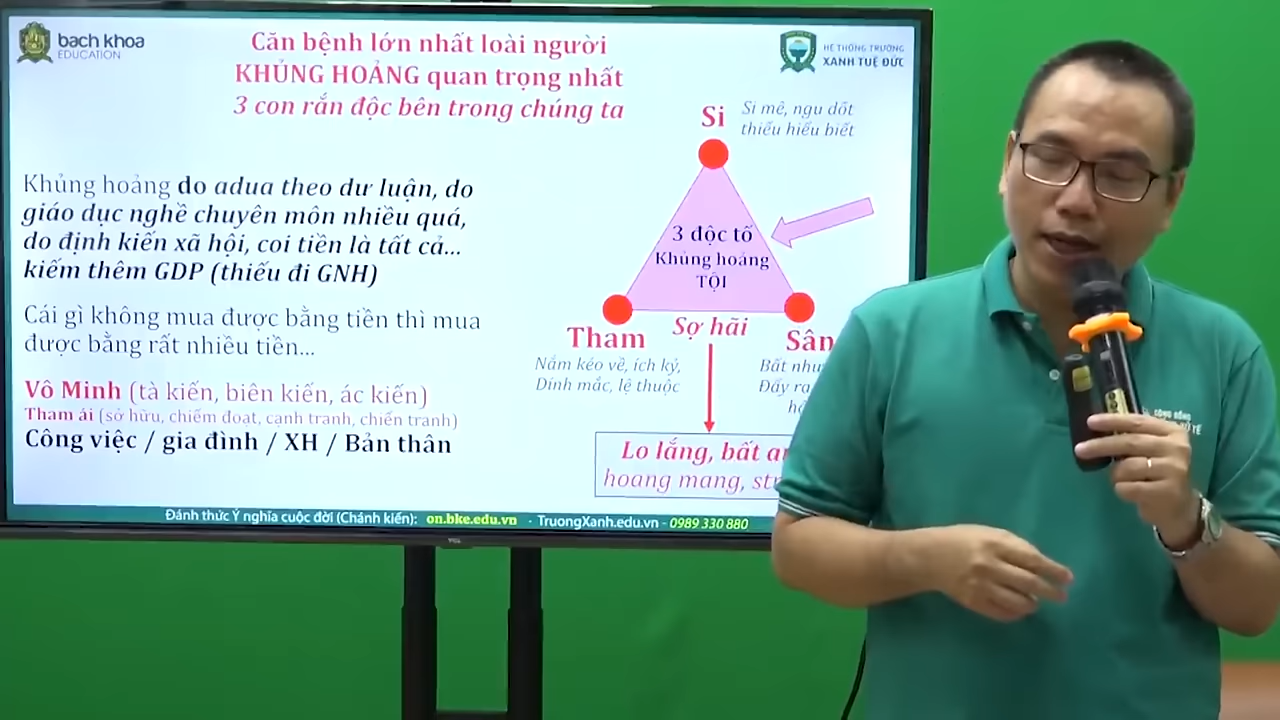 bach khoa
EDUCATION
Căn bệnh lớn nhất loài người
KHỦNG HOẢNG quan trọng nhất
3 con rắn độc bên trong chúng ta
HỆ THỐNG TRƯỜNG
XANH TUỆ ĐỨC
Si
Si mê, ngu dốt
thiếu hiểu biết
Khủng hoảng do adua theo dư luận, do
giáo dục nghề chuyên môn nhiều quá,
do định kiến xã hội, coi tiền là tất cả...
kiếm thêm GDP (thiếu đi GNH)
Cái gì không mua được bằng tiền thì mua
được bằng rất nhiều tiền...
Vô Minh (tà kiến, biên kiến, ác kiến)
Tham ái (sở hữu, chiếm đoạt, cạnh tranh, chiến tranh)
Công việc / gia đình / XH / Bản thân
3 độc tố
Khủng hoảng
TỘI
Tham
Sợ hãi
Sân
Nắm kéo về, ích kỷ,
Dính mắc, lệ thuộc
Bất
Đẩy ra
Lo lắng, bất
hoang mang,
Đánh thức Ý nghĩa cuộc đời (Chánh kiến): on.bke.edu.vn - TruongXanh.edu.vn - 0989 330 880
TCL